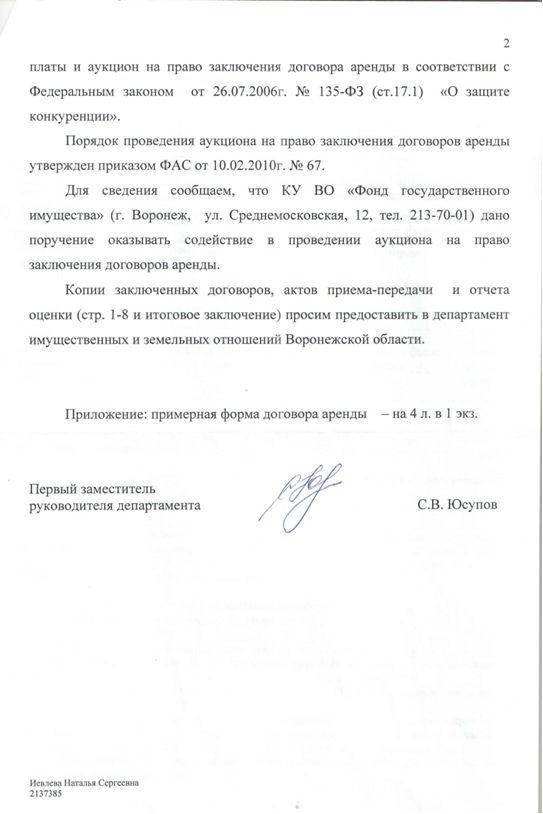 2
платы и аукцион на право заключения договора аренды в соответствии с
Федеральным законом от 26.07.2006г. № 135-ФЗ (ст.17.1) «О защите
конкуренции».
Порядок проведения аукциона на право заключения договоров аренды
утвержден приказом ФАС от 10.02.2010г. № 67.
Для сведения сообщаем, что КУ ВО «Фонд государственного
имущества» (г. Воронеж, ул. Среднемосковская, 12, тел. 213-70-01) дано
поручение оказывать содействие в проведении аукциона на право
заключения договоров аренды.
Копии заключенных договоров, актов приема-передачи и отчета
оценки (стр. 1-8 и итоговое заключение) просим предоставить в департамент
имущественных и земельных отношений Воронежской области.
Приложение: примерная форма договора аренды – на 4 л. в 1 экз.
Первый заместитель
руководителя департамента
С.В. Юсупов
Иевлева Наталья Сергеевна
2137385